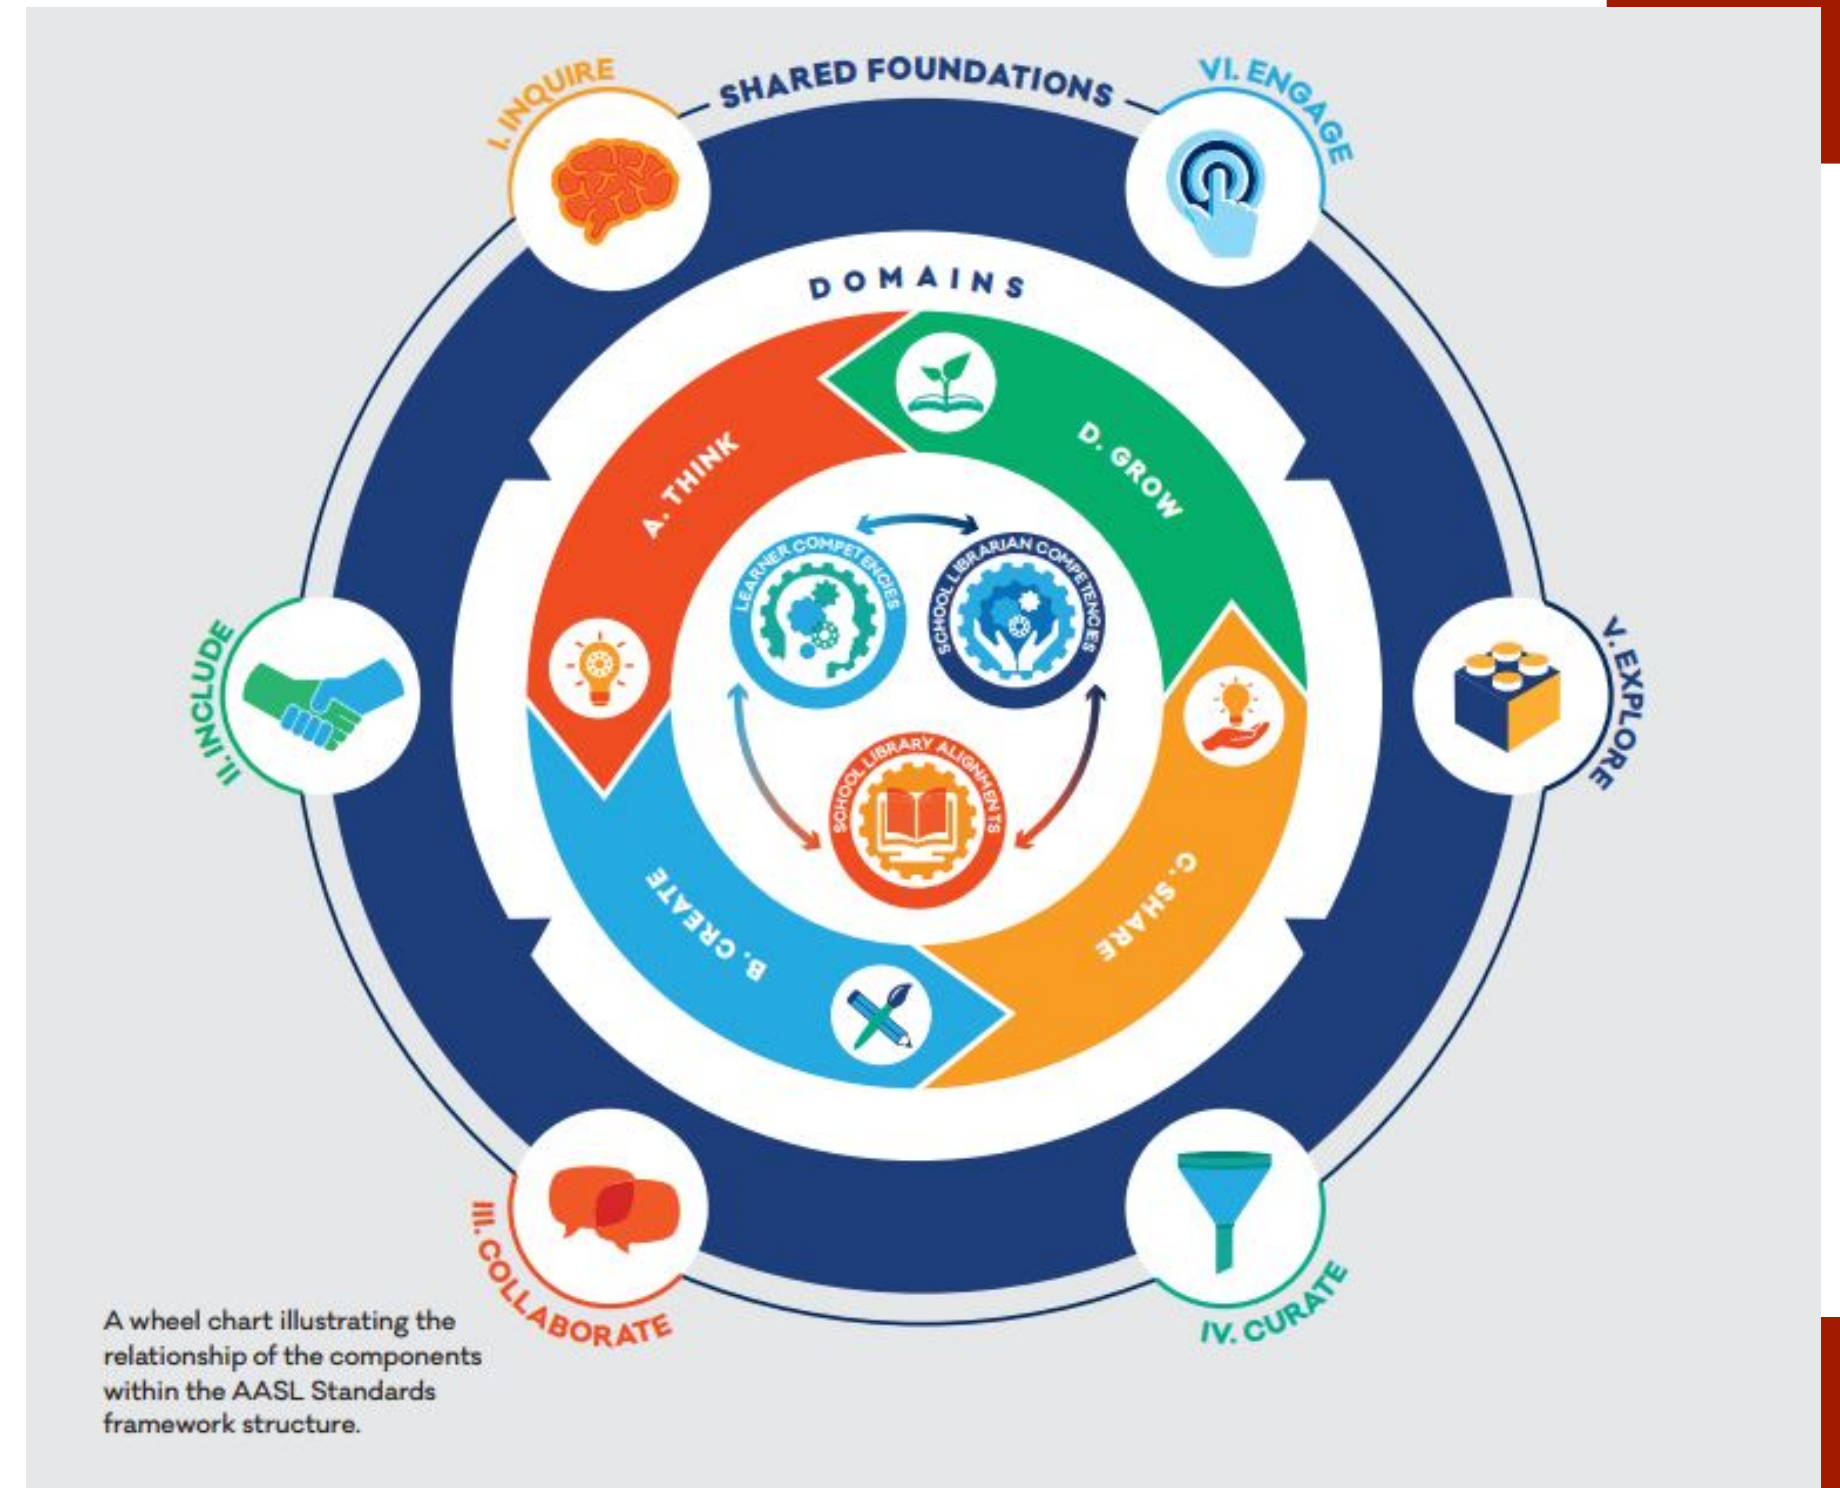 SHARED FOUNDATIONS
I. INQUIRE
VI. ENGAGE
DOMAINS
A. THINK
D. GROW
LEARNER COMPETENCIES
SCHOOL LIBRARIAN COMPETENCIES
II. INCLUDE
V. EXPLORE
SCHOOL LIBRARY ALIGNMENTS
B. CREATE
C. SHARE
III. COLLABORATE
IV. CURATE
A wheel chart illustrating the
relationship of the components
within the AASL Standards
framework structure.